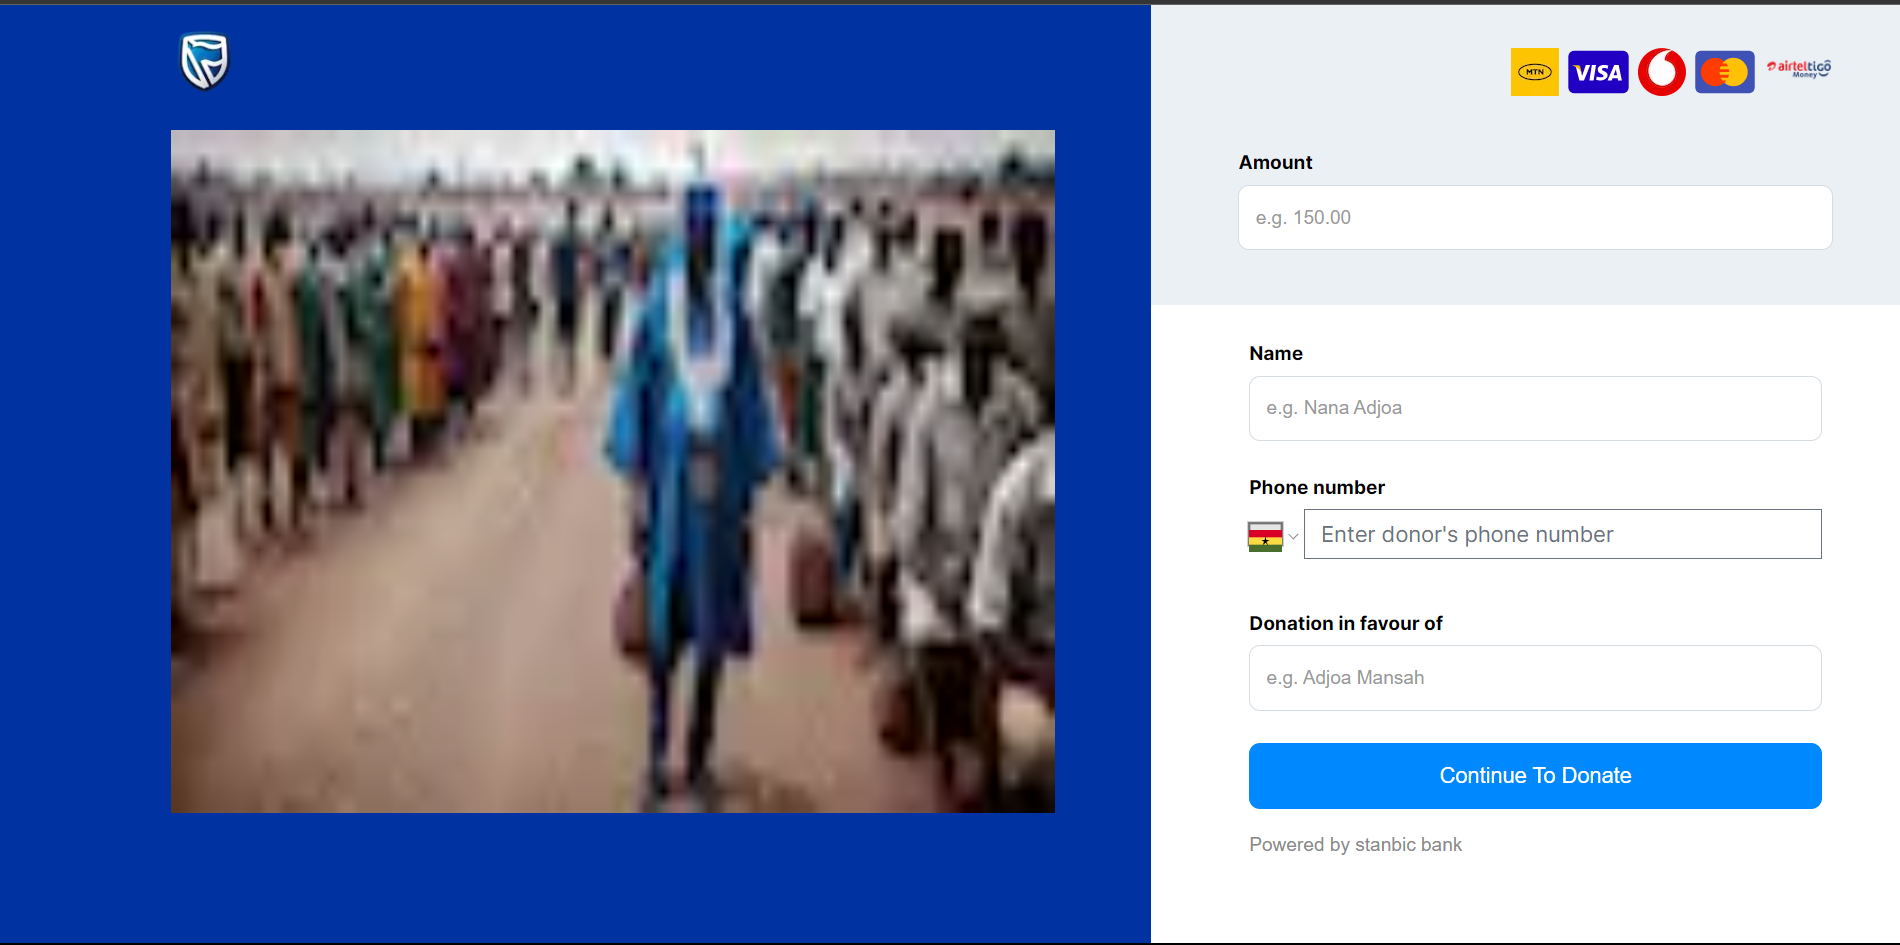 MTN
VISA
airteltigo
Money
Amount
e.g. 150.00
Name
e.g. Nana Adjoa
Phone number
Enter donor's phone number
Donation in favour of
e.g. Adjoa Mansah
Continue To Donate
Powered by stanbic bank